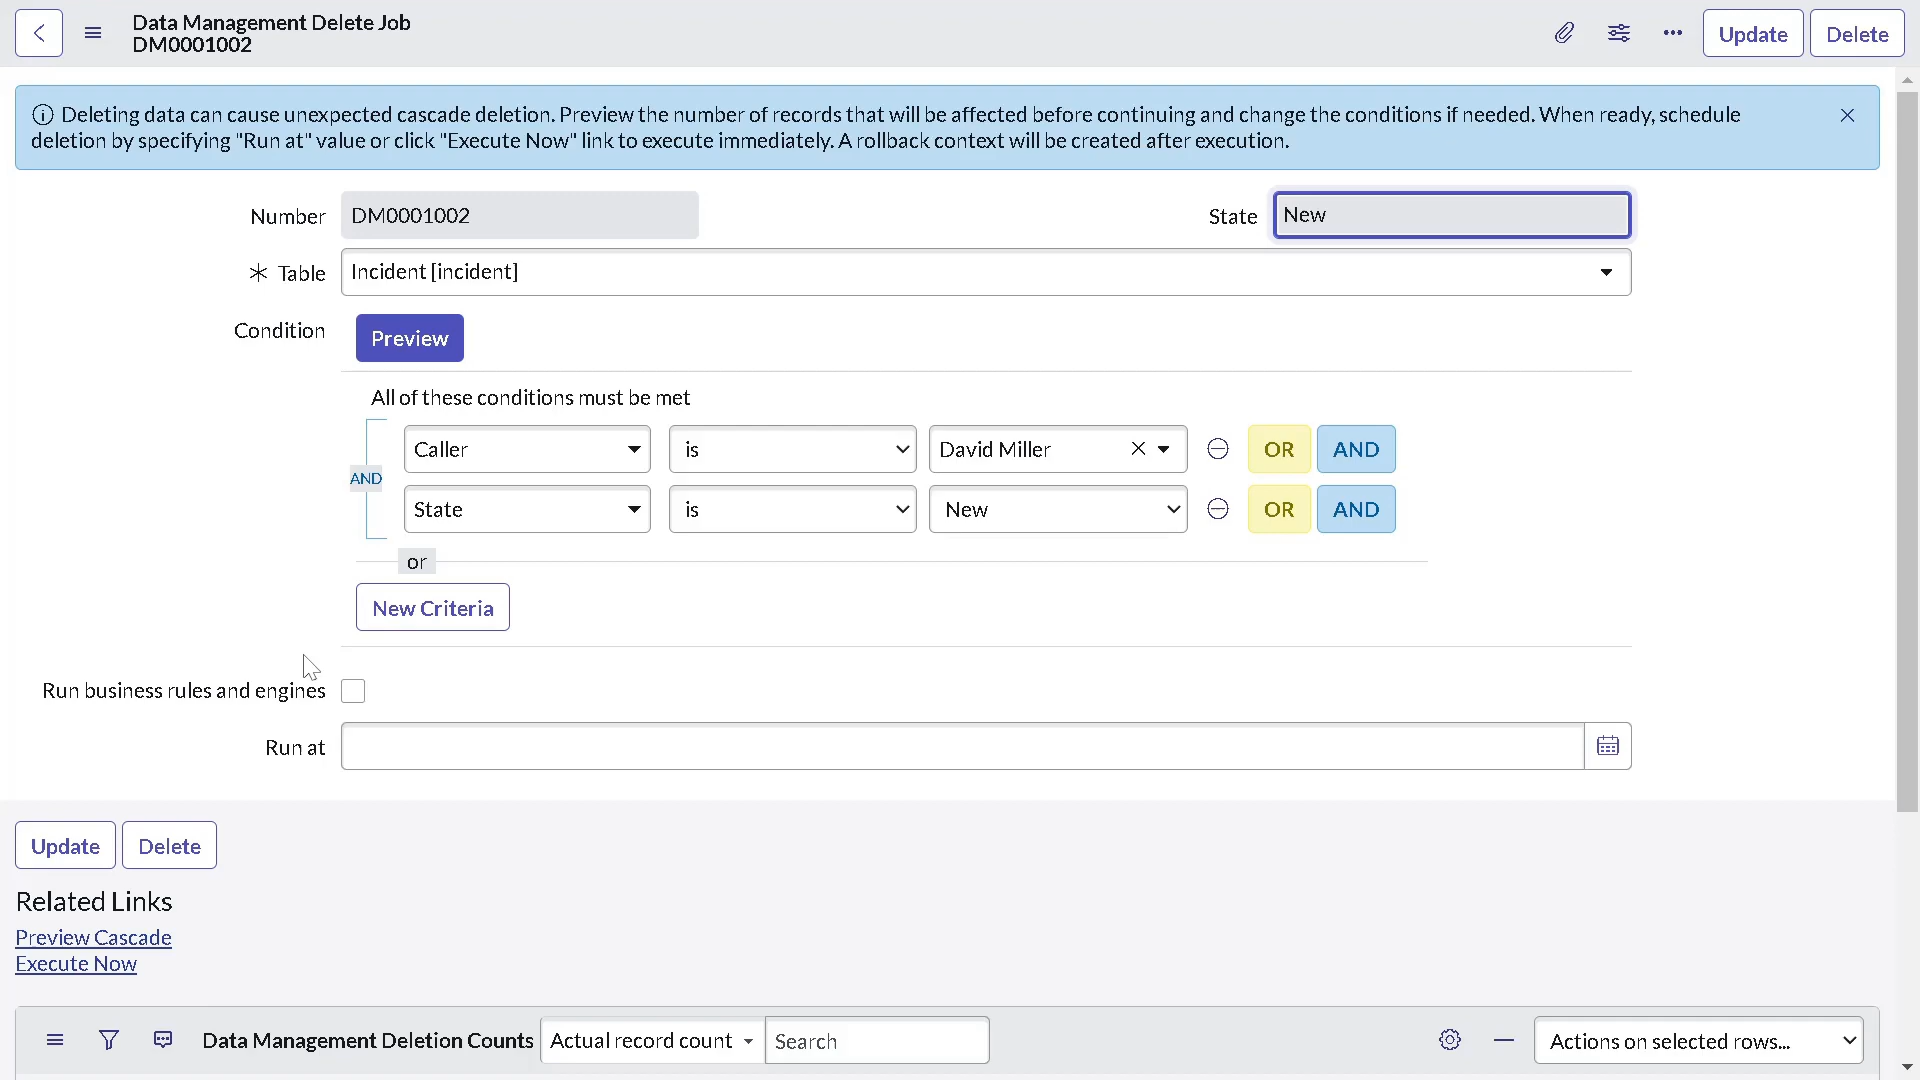 Data Management Delete Job
DM0001002
Update Delete
Deleting data can cause unexpected cascade deletion. Preview the number of records that will be affected before continuing and change the conditions if needed. When ready, schedule
deletion by specifying "Run at" value or click "Execute Now" link to execute immediately. A rollback context will be created after execution.
Number DM0001002 State New
Table Incident [incident]
Condition Preview
All of these conditions must be met
Caller is David Miller OR AND
AND
State is New OR AND
or
New Criteria
Run business rules and engines
Run at
Update Delete
Related Links
Preview Cascade
Execute Now
Data Management Deletion Counts Actual record count Search Actions on selected rows...